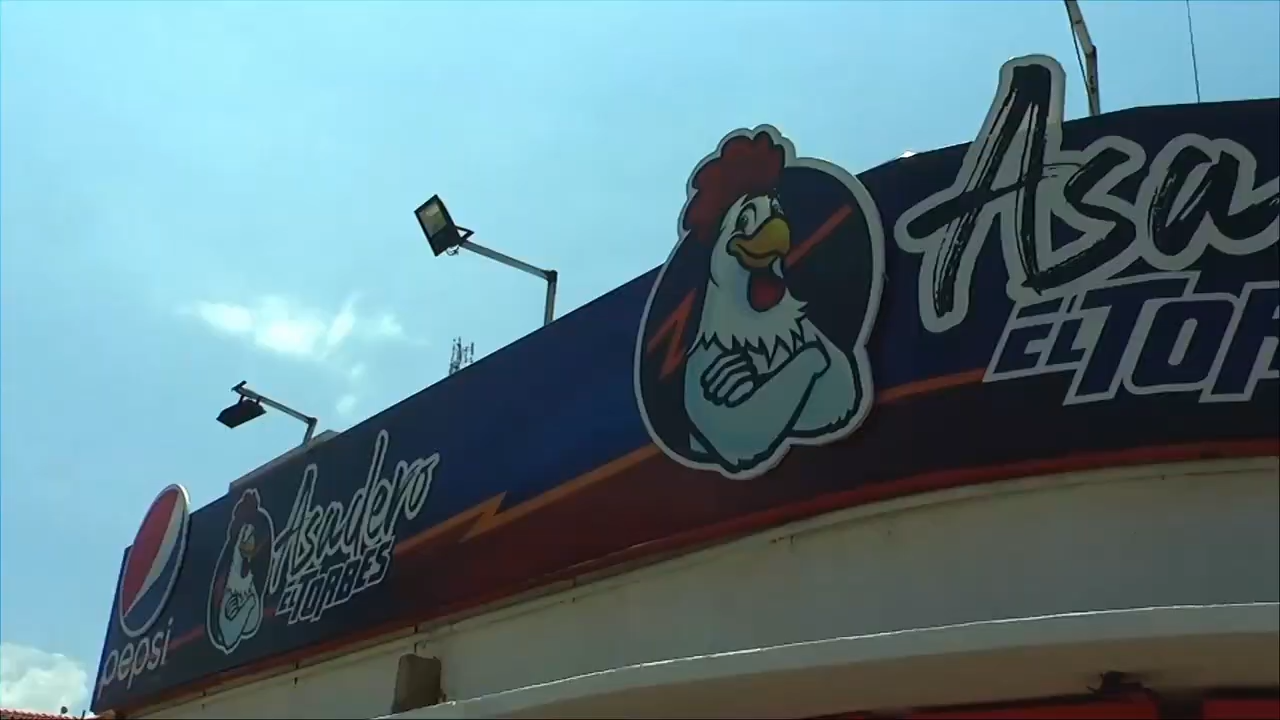 pepsi
Asadero
EL TORBES
Asa
EL TOR